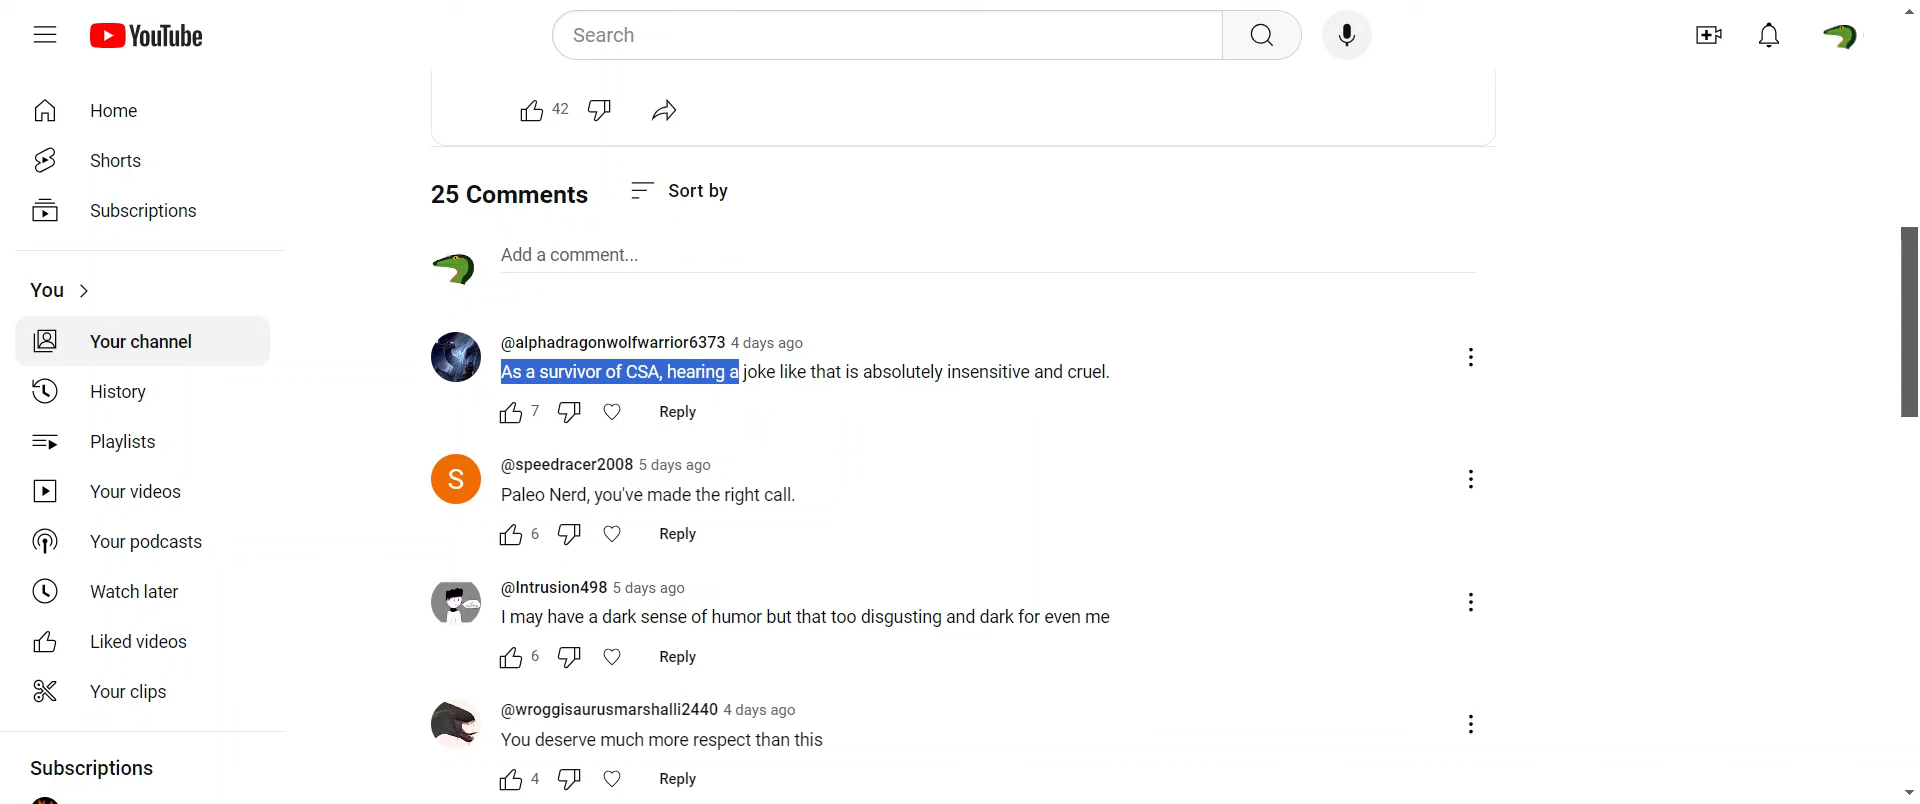 YouTube
Search
Home
Shorts
Subscriptions
You
Your channel
History
Playlists
Your videos
Your podcasts
Watch later
Liked videos
Your clips
Subscriptions
42
25 Comments Sort by
Add a comment...
@alphadragonwolfwarrior6373 4 days ago
As a survivor of CSA, hearing a joke like that is absolutely insensitive and cruel.
7 Reply
S
@speedracer2008 5 days ago
Paleo Nerd, you've made the right call.
6 Reply
@Intrusion498 5 days ago
I may have a dark sense of humor but that too disgusting and dark for even me
6 Reply
@wroggisaurusmarshalli2440 4 days ago
You deserve much more respect than this
4 Reply